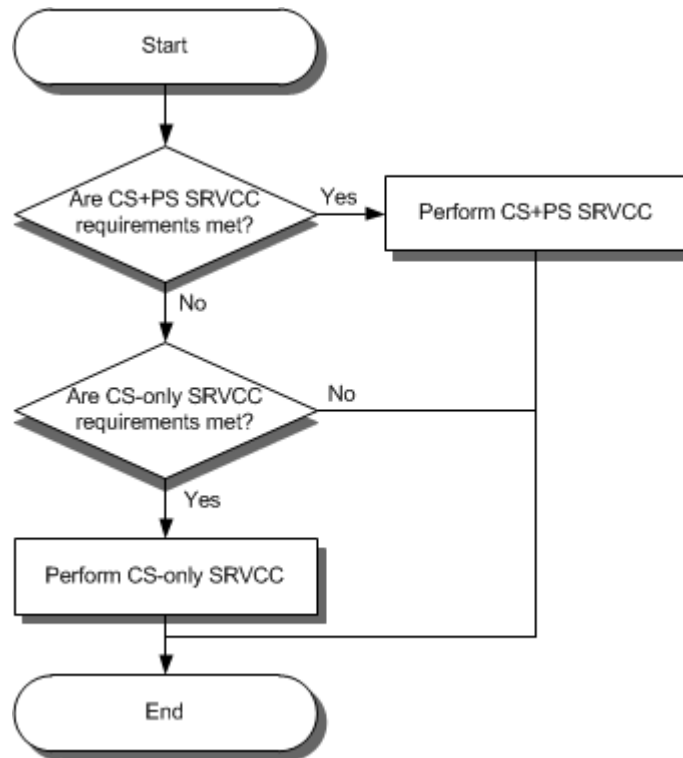 Start
Are CS+PS SRVCC
requirements met?
Yes
Perform CS+PS SRVCC
No
Are CS-only SRVCC
requirements met?
No
Yes
Perform CS-only SRVCC
End